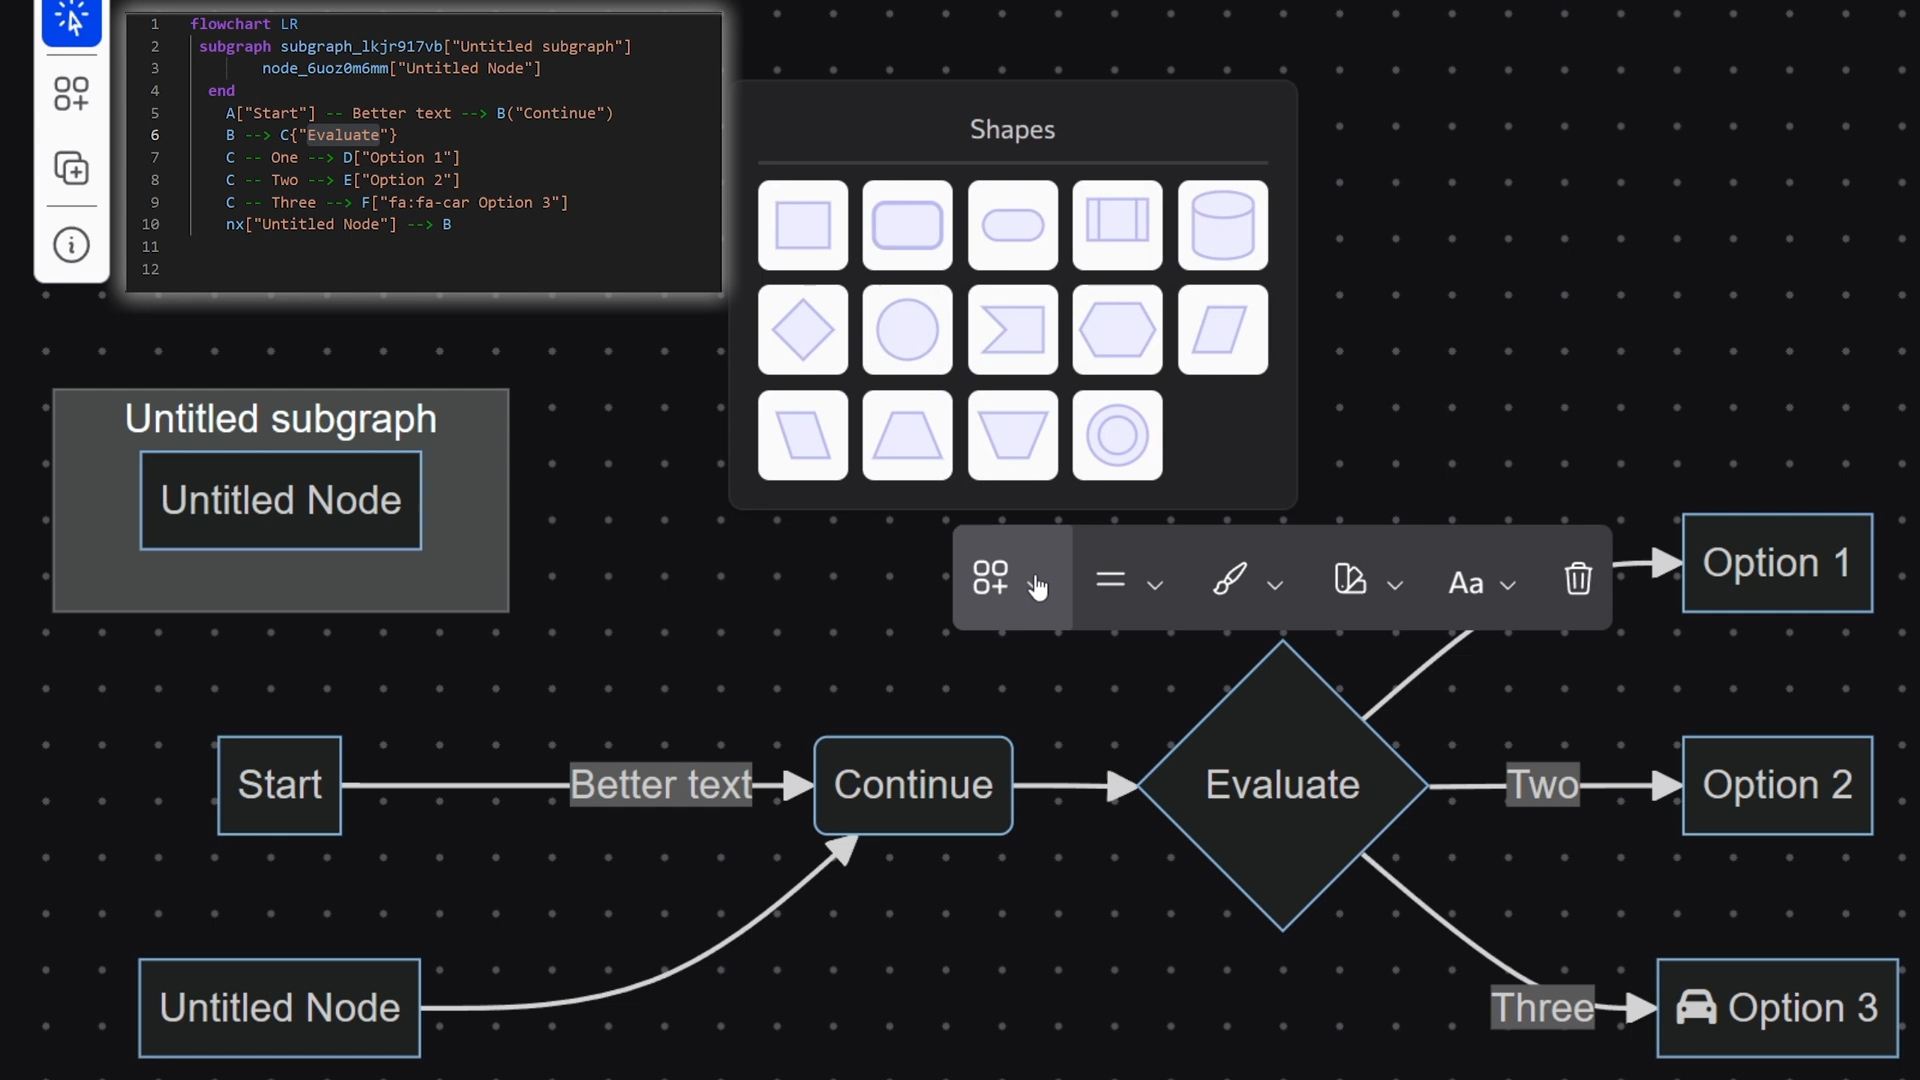 1 flowchart LR
2 subgraph subgraph_lkjr917vb["Untitled subgraph"]
3 node_6uoz0m6mm["Untitled Node"]
4 end
5 A["Start"] -- Better text --> B("Continue")
6 B --> C{"Evaluate"}
7 C -- One --> D["Option 1"]
8 C -- Two --> E["Option 2"]
9 C -- Three --> F["fa:fa-car Option 3"]
10 nx["Untitled Node"] --> B
11
12
Shapes
Untitled subgraph
Untitled Node
Aa
Option 1
Start
Better text
Continue
Evaluate
Two
Option 2
Untitled Node
Three
Option 3